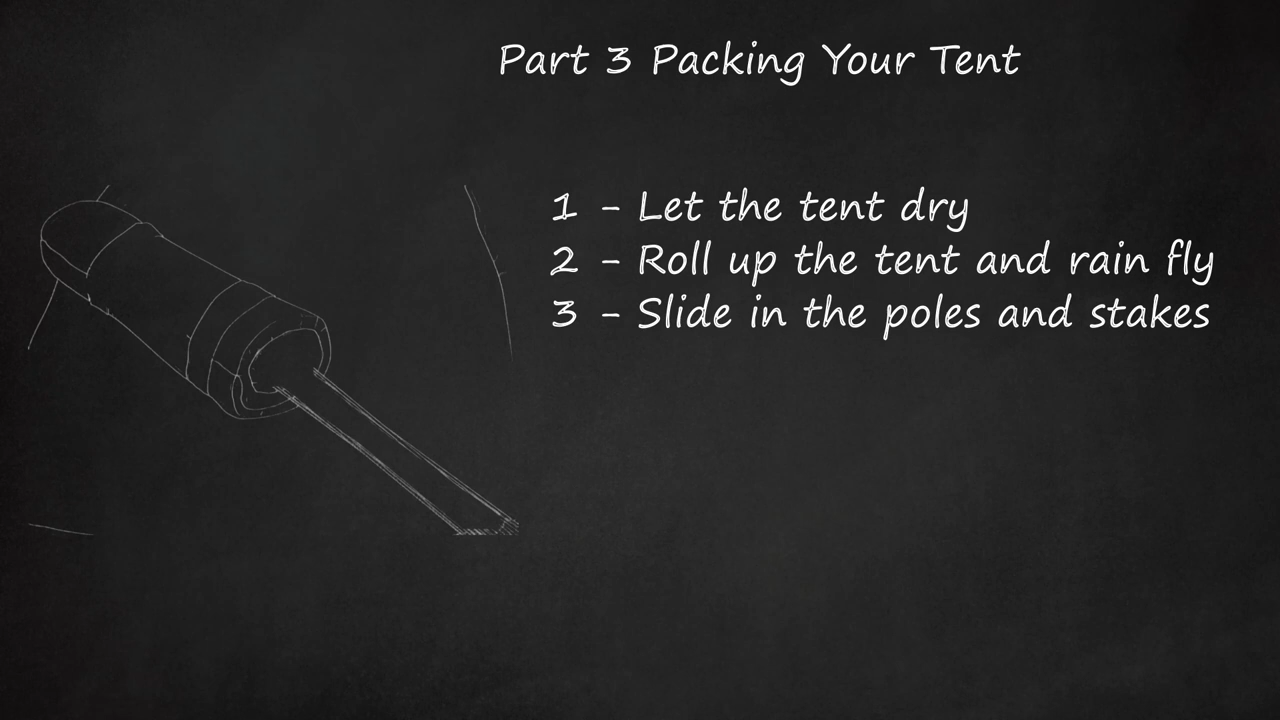 Part 3 Packing Your Tent
1 - Let the tent dry
2 - Roll up the tent and rain fly
3 - Slide in the poles and stakes